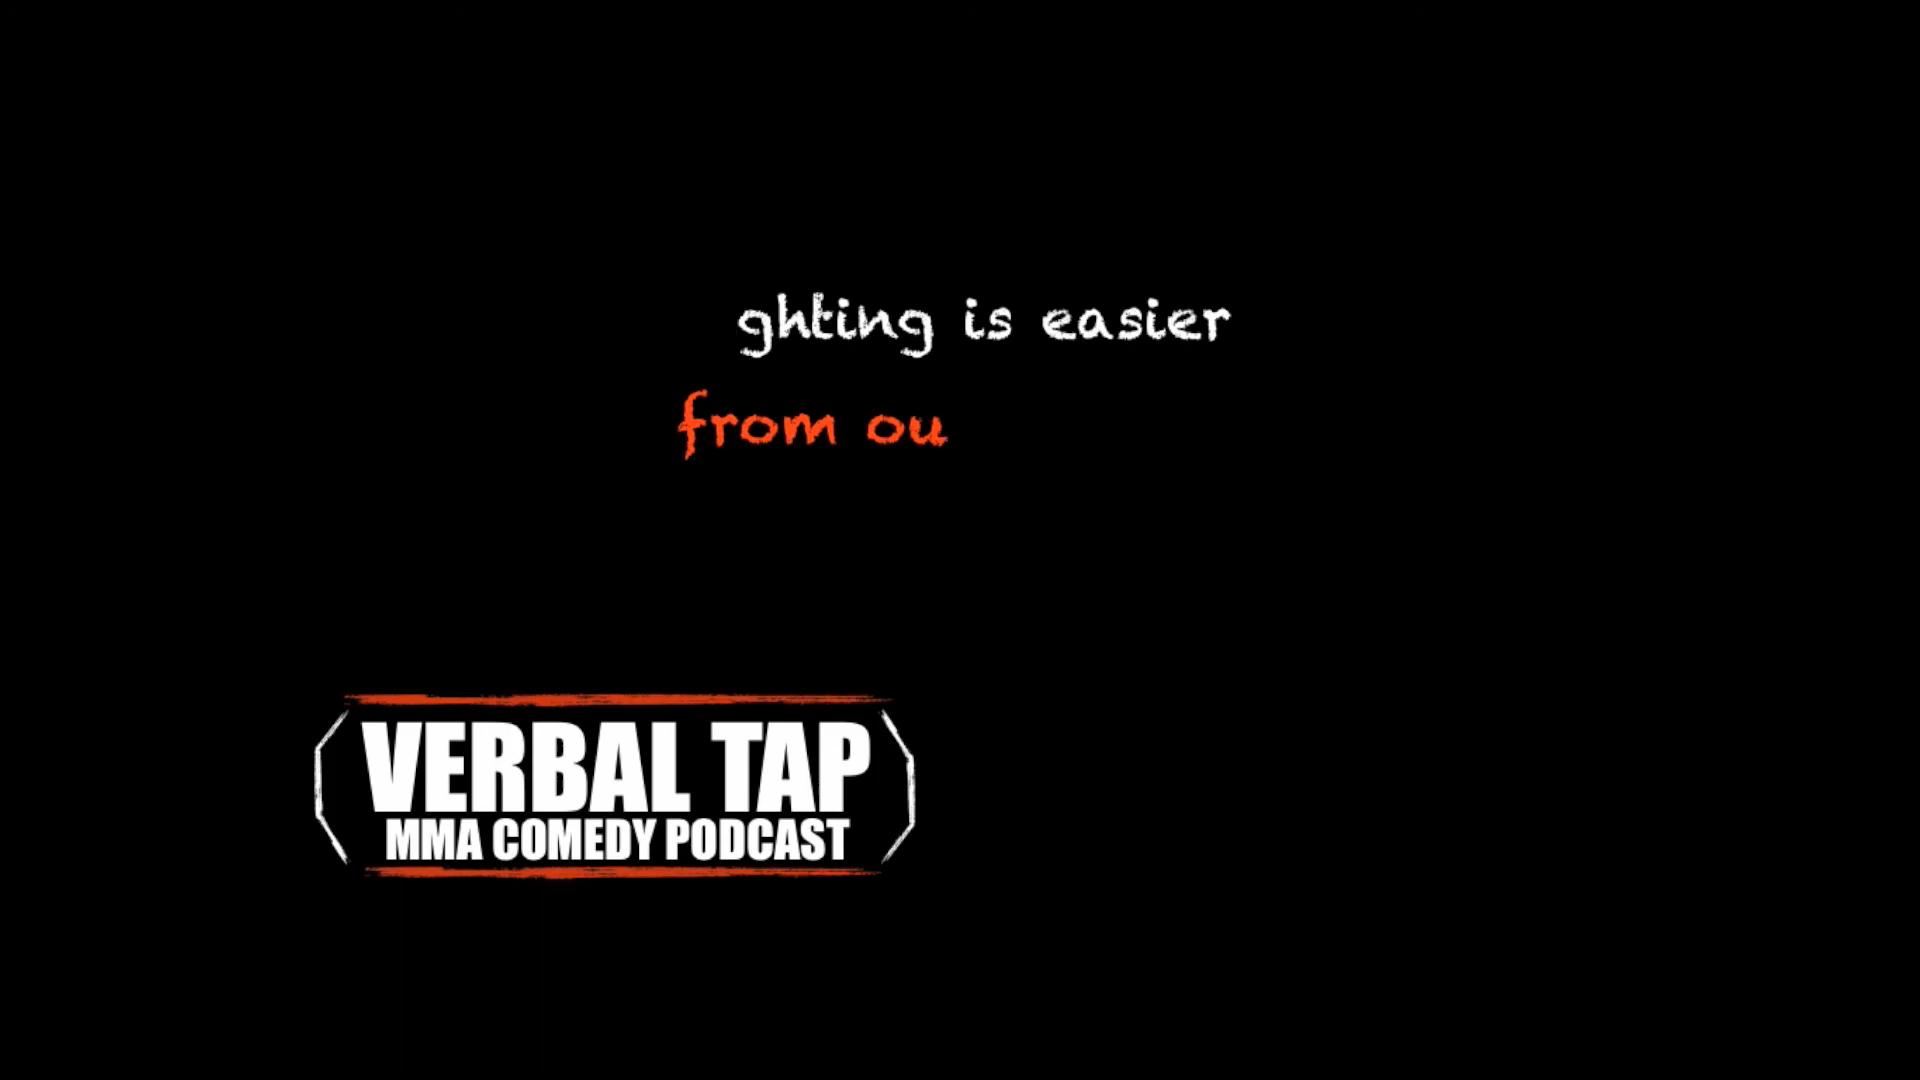 ghting is easier
from ou
VERBAL TAP
MMA COMEDY PODCAST